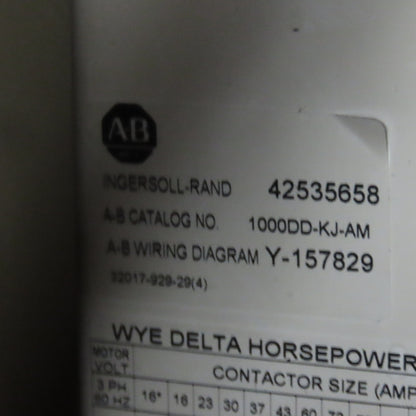 AB
INGERSOLL-RAND 42535658
A-B CATALOG NO. 1000DD-KJ-AM
A-B WIRING DIAGRAM Y-157829
32017-929-29(4)
WYE DELTA HORSEPOWER
MOTOR VOLT CONTACTOR SIZE (AMP
3 PH
60 HZ 16* 16 23 30 37 43 60